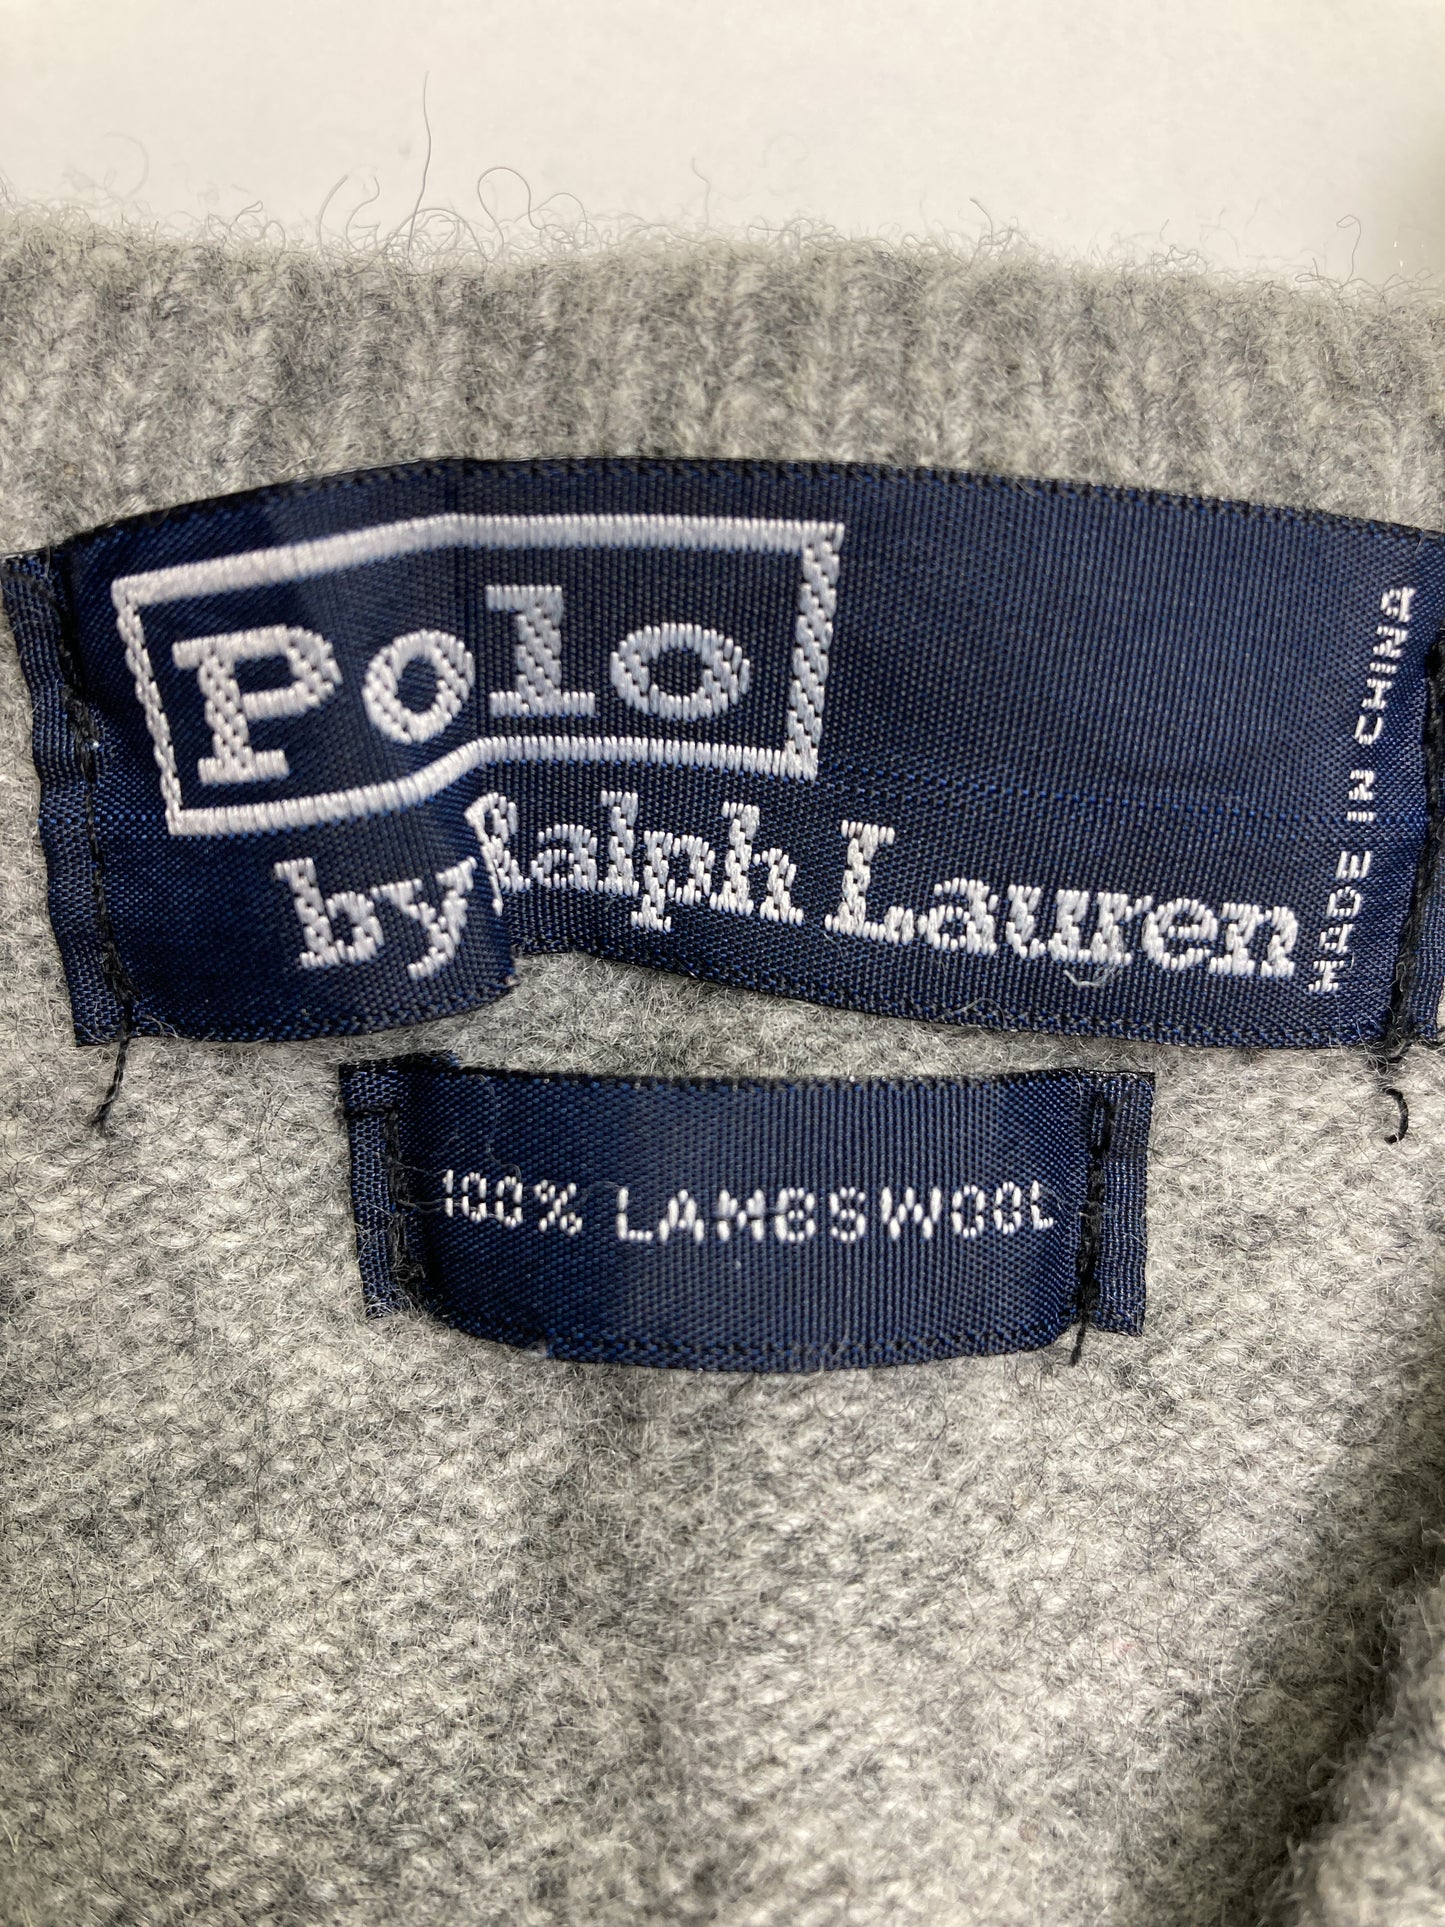 Polo
by Ralph Lauren
MADE IN CHINA
100% LAMBSWOOL